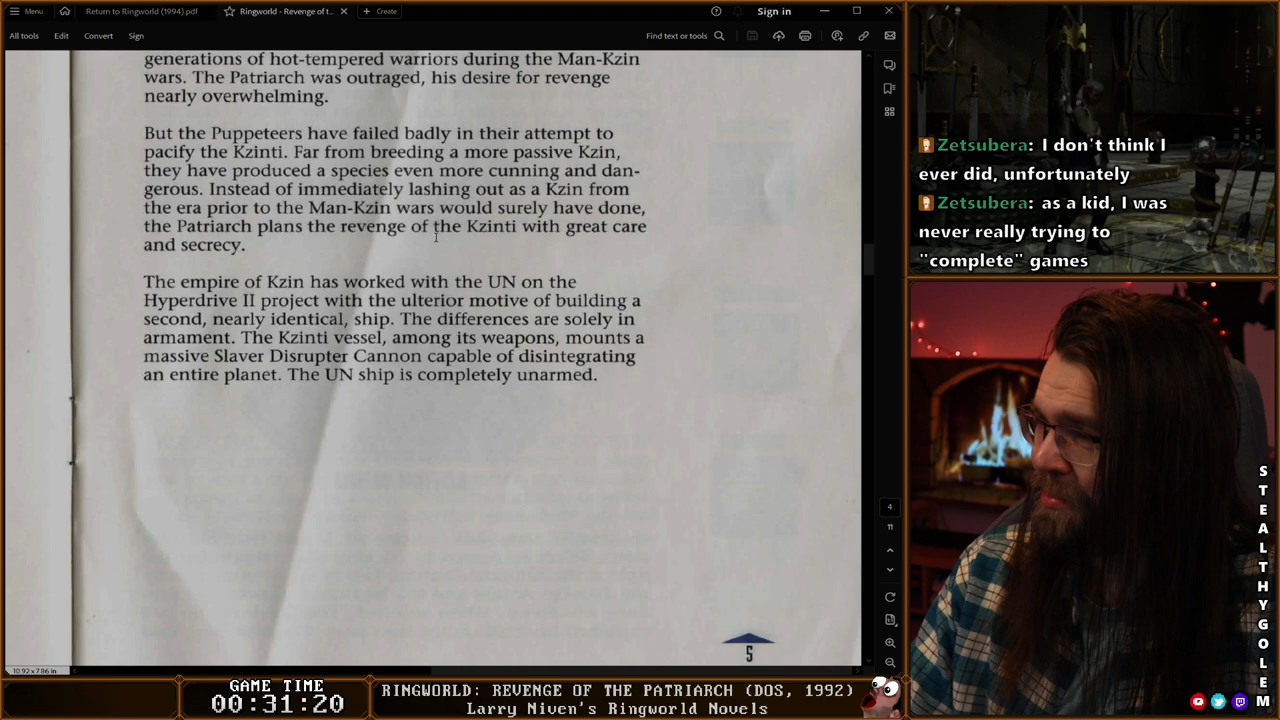 Menu
Return to Ringworld (1994).pdf
Ringworld - Revenge of t...
Create
Sign in
All tools
Edit
Convert
Sign
Find text or tools
generations of hot-tempered warriors during the Man-Kzin
wars. The Patriarch was outraged, his desire for revenge
nearly overwhelming.
But the Puppeteers have failed badly in their attempt to
pacify the Kzinti. Far from breeding a more passive Kzin,
they have produced a species even more cunning and dan-
gerous. Instead of immediately lashing out as a Kzin from
the era prior to the Man-Kzin wars would surely have done,
the Patriarch plans the revenge of the Kzinti with great care
and secrecy.
The empire of Kzin has worked with the UN on the
Hyperdrive II project with the ulterior motive of building a
second, nearly identical, ship. The differences are solely in
armament. The Kzinti vessel, among its weapons, mounts a
massive Slaver Disrupter Cannon capable of disintegrating
an entire planet. The UN ship is completely unarmed.
5
4
11
10.92 x 7.86 in
Zetsubera: I don't think I
ever did, unfortunately
Zetsubera: as a kid, I was
never really trying to
"complete" games
STEALTHYGOLEM
GAME TIME
00:31:20
RINGWORLD: REVENGE OF THE PATRIARCH (DOS, 1992)
Larry Niven's Ringworld Novels